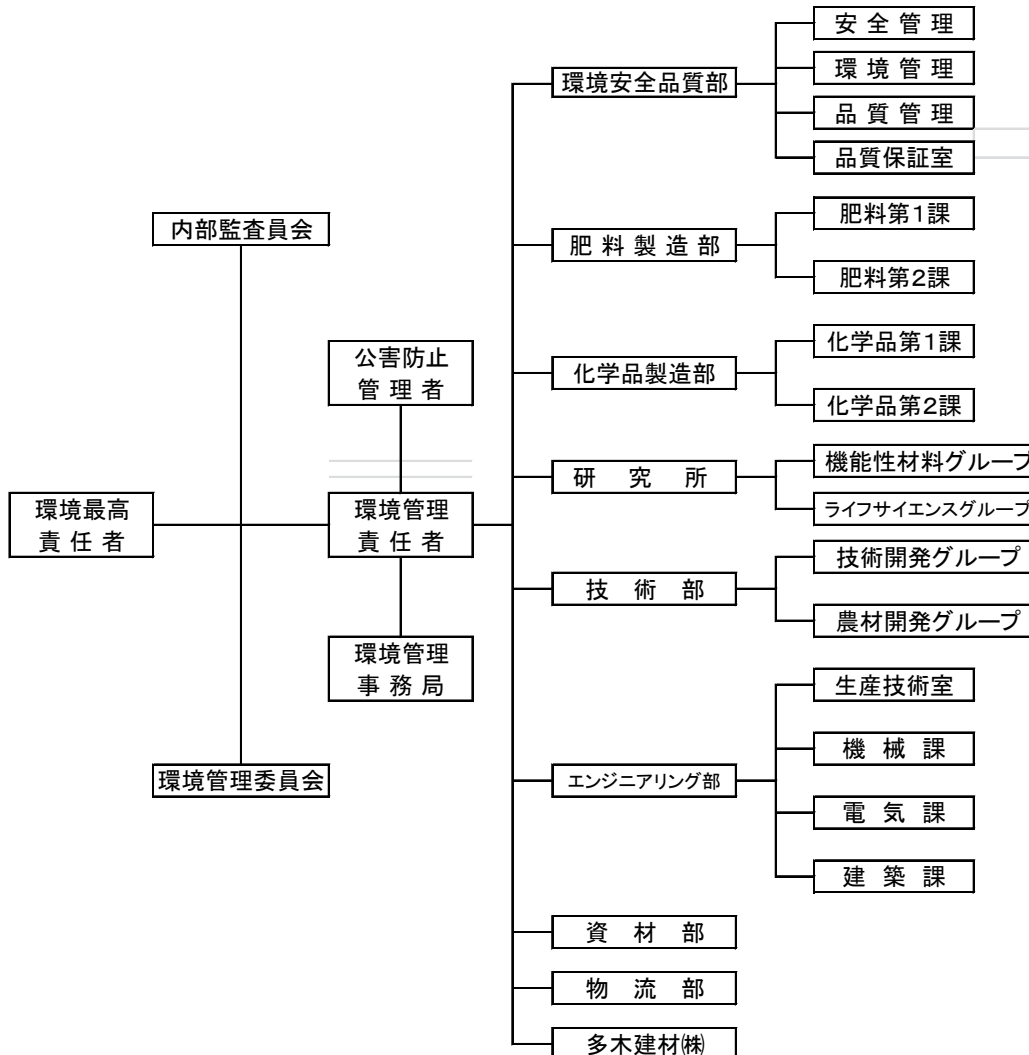 安全管理
環境管理
環境安全品質部
品質管理
品質保証室
内部監査員会
肥料第1課
肥料製造部
肥料第2課
公害防止
管理者
化学品第1課
化学品製造部
化学品第2課
機能性材料グループ
研究所
ライフサイエンスグループ
環境最高
責任者
環境管理
責任者
技術開発グループ
技術部
農材開発グループ
環境管理
事務局
生産技術室
機械課
環境管理委員会
エンジニアリング部
電気課
建築課
資材部
物流部
多木建材㈱